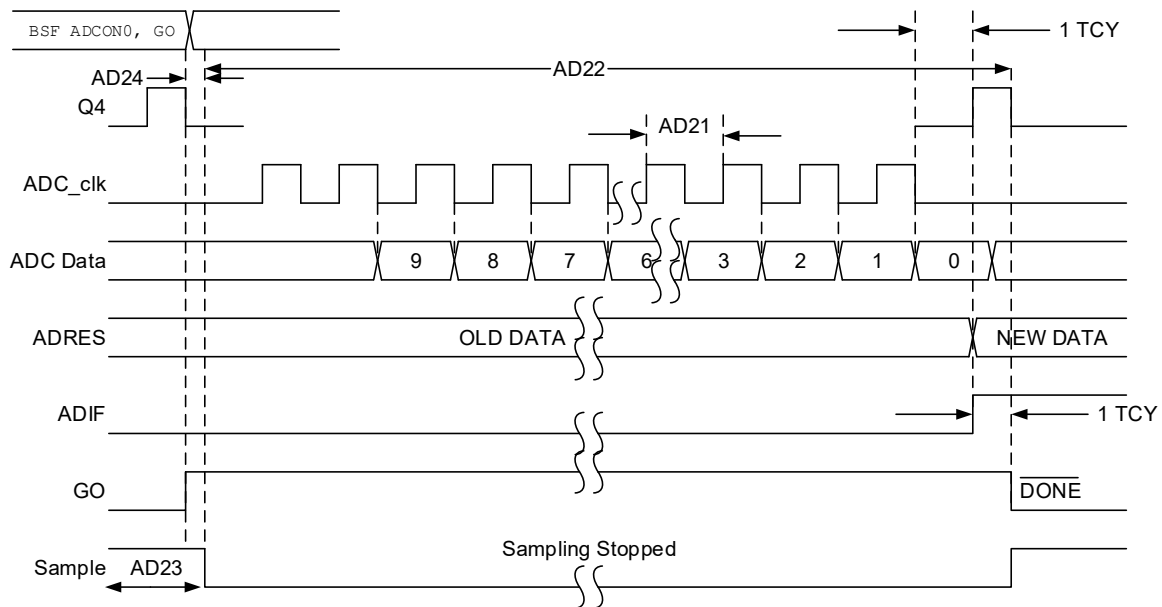 BSF ADCON0, GO
1 TCY
AD24
AD22
Q4
AD21
ADC_clk
ADC Data
9 8 7 6 3 2 1 0
ADRES
OLD DATA
NEW DATA
ADIF
1 TCY
GO
DONE
Sampling Stopped
Sample
AD23